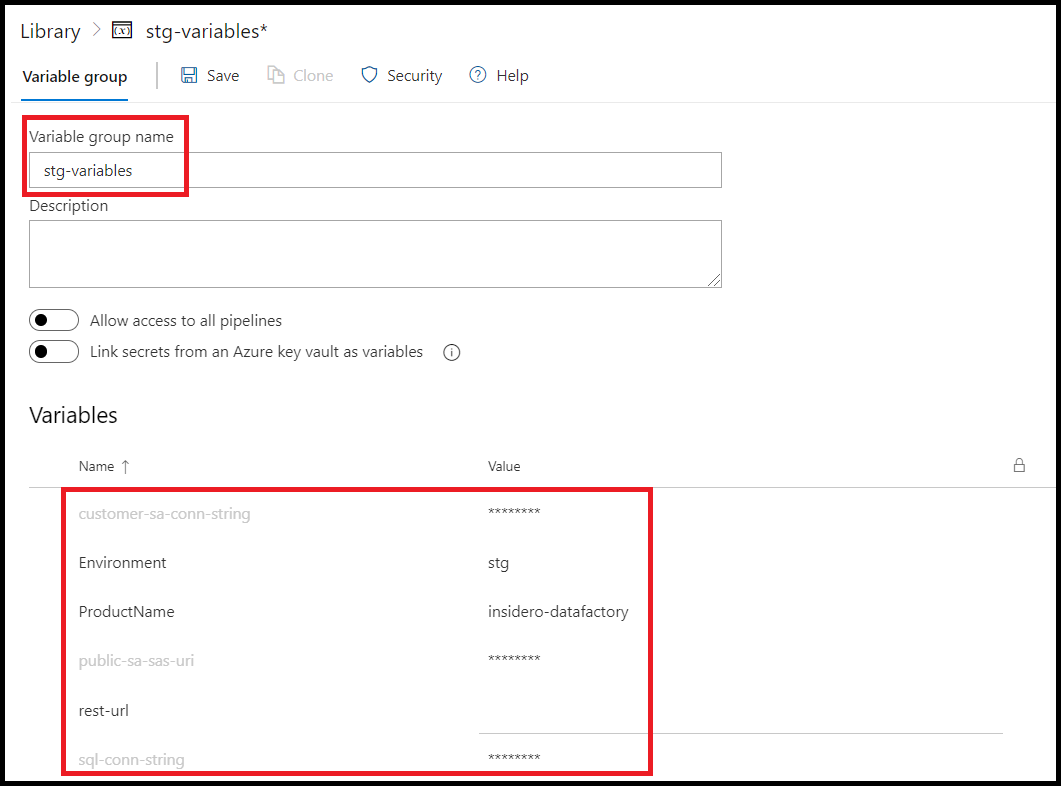 Library > stg-variables*
Variable group Save Clone Security Help
Variable group name
stg-variables
Description
Allow access to all pipelines
Link secrets from an Azure key vault as variables
Variables
Name ↑ Value
customer-sa-conn-string ********
Environment stg
ProductName insidero-datafactory
public-sa-sas-uri ********
rest-url
sql-conn-string ********